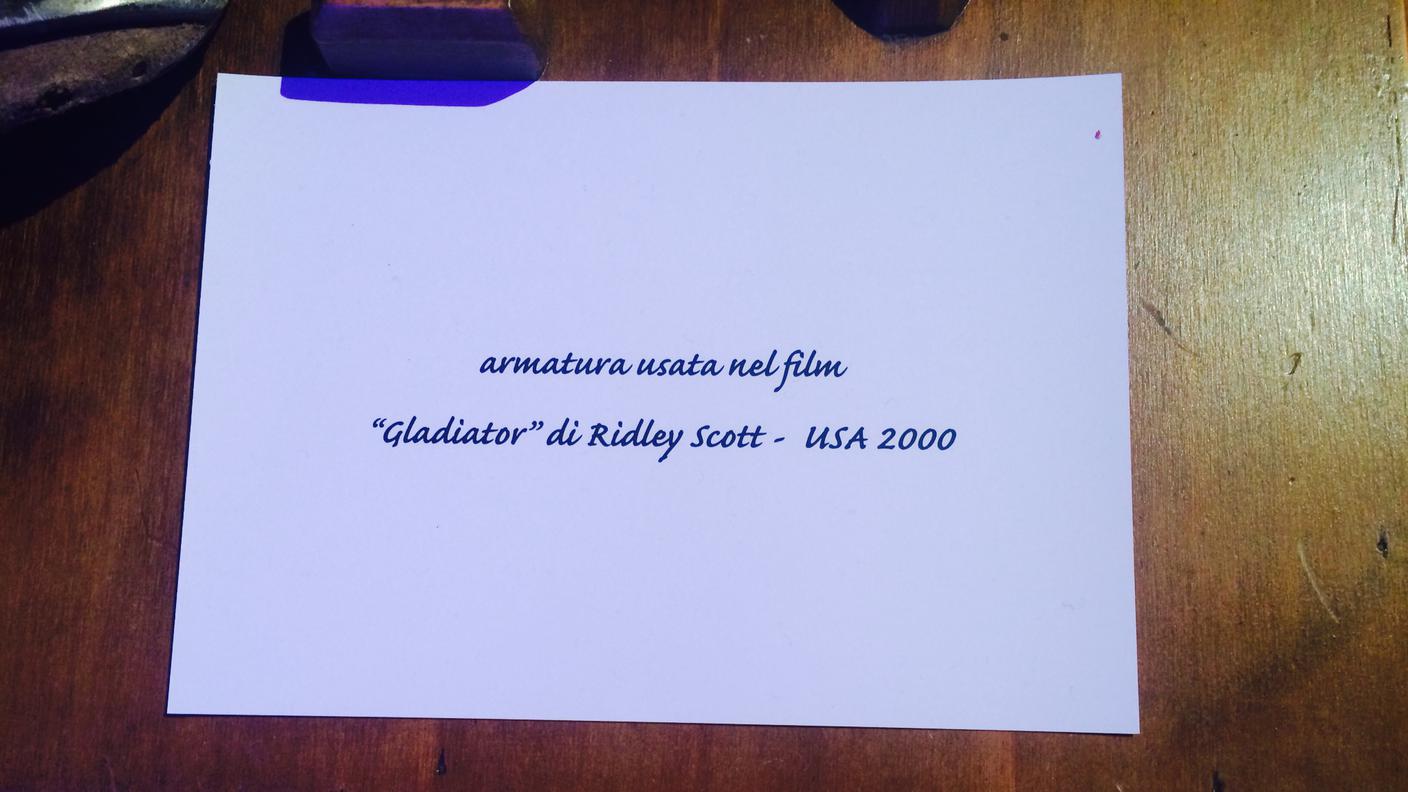 armatura usata nel film
“Gladiator” di Ridley Scott - USA 2000